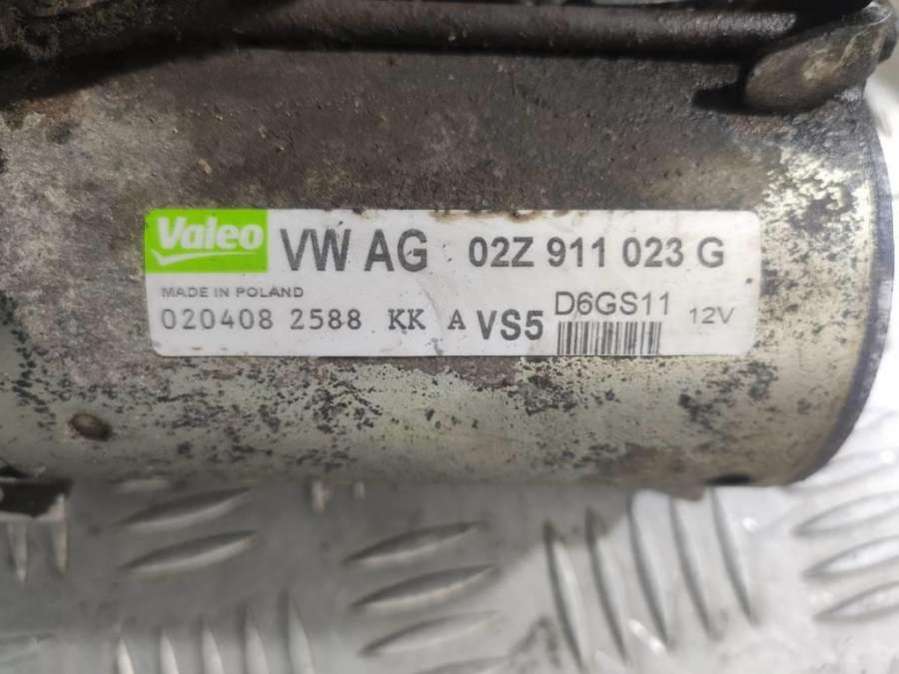 Valeo VW AG 02Z 911 023 G
MADE IN POLAND D6GS11
020408 2588 KK A VS5 12V